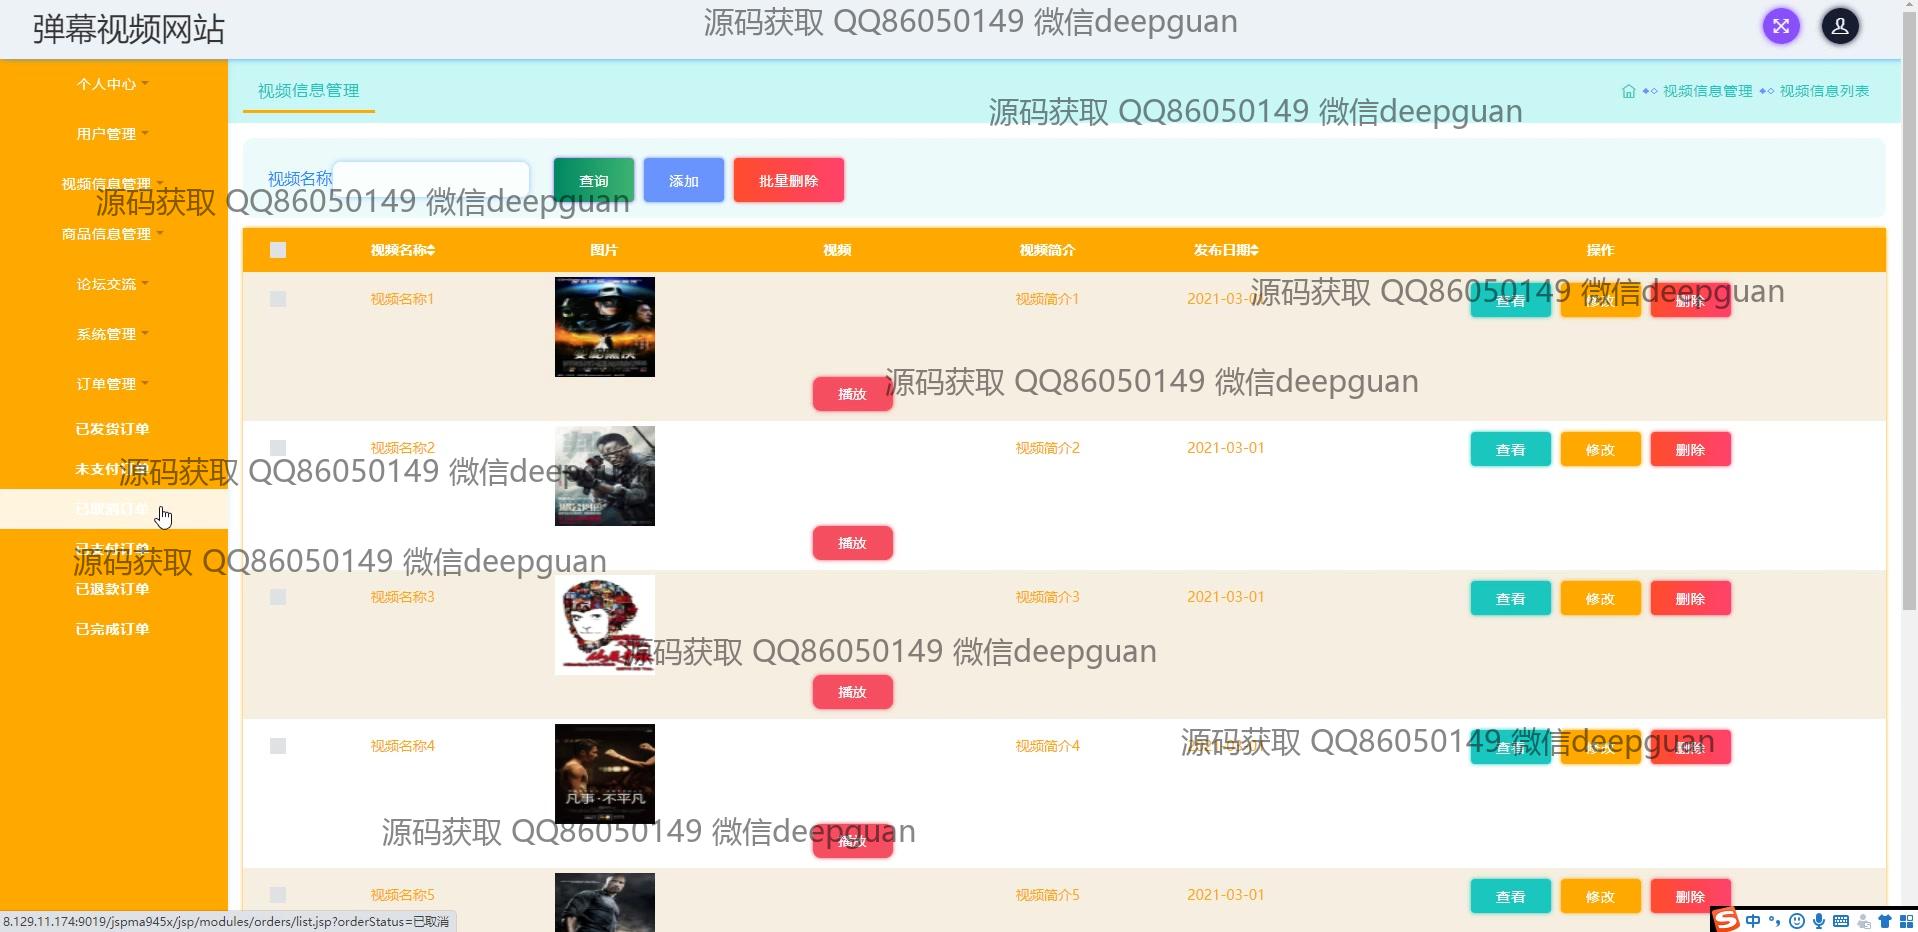 弹幕视频网站
源码获取 QQ86050149 微信deepguan
个人中心
用户管理
视频信息管理
商品信息管理
论坛交流
系统管理
订单管理
已发货订单
未支付订单
已取消订单
已支付订单
已退款订单
已完成订单
视频信息管理
视频信息管理 视频信息列表
源码获取 QQ86050149 微信deepguan
视频名称 查询 添加 批量删除
源码获取 QQ86050149 微信deepguan
视频名称 图片 视频 视频简介 发布日期 操作
视频名称1 视频简介1 2021-03-01 查看 修改 删除
源码获取 QQ86050149 微信deepguan
播放
源码获取 QQ86050149 微信deepguan
视频名称2 视频简介2 2021-03-01 查看 修改 删除
源码获取 QQ86050149 微信deepguan
播放
源码获取 QQ86050149 微信deepguan
视频名称3 视频简介3 2021-03-01 查看 修改 删除
源码获取 QQ86050149 微信deepguan
播放
视频名称4 视频简介4 2021-03-01 查看 修改 删除
源码获取 QQ86050149 微信deepguan
凡事·不平凡
播放
源码获取 QQ86050149 微信deepguan
视频名称5 视频简介5 2021-03-01 查看 修改 删除
8.129.11.174:9019/jspma945x/jsp/modules/orders/list.jsp?orderStatus=已取消
中